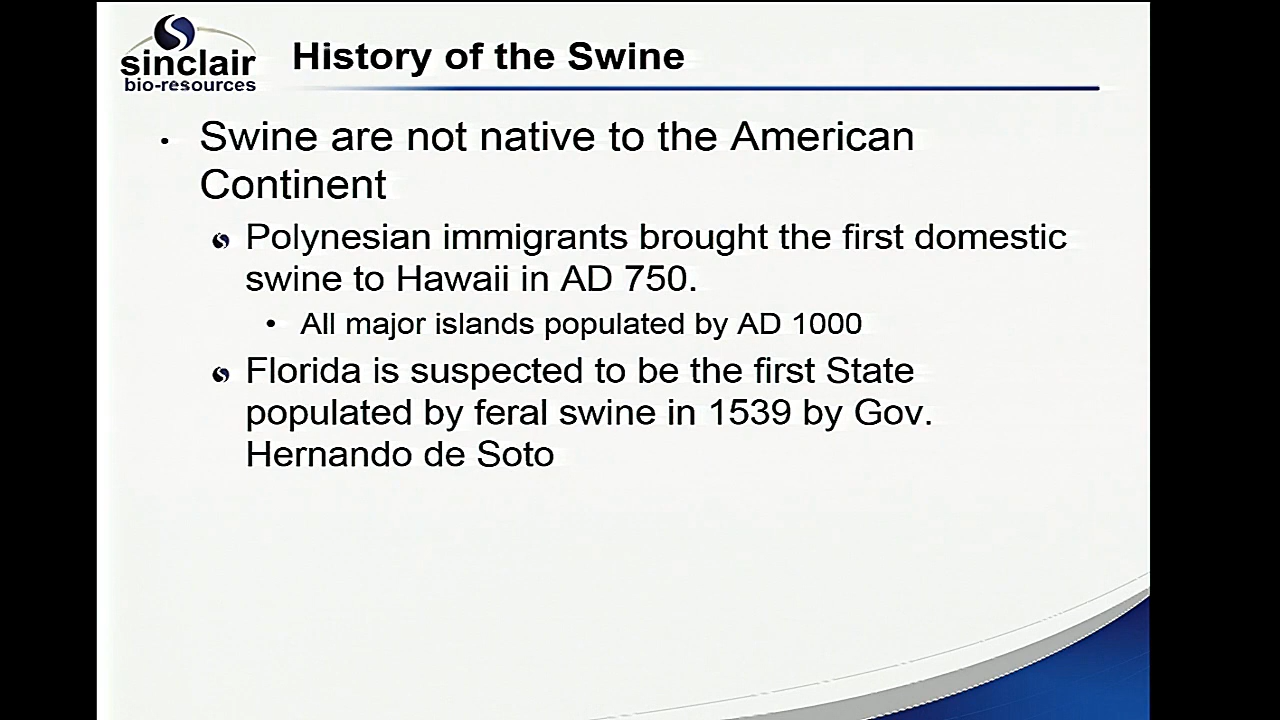 sinclair
bio-resources
History of the Swine
• Swine are not native to the American
Continent
Polynesian immigrants brought the first domestic
swine to Hawaii in AD 750.
• All major islands populated by AD 1000
Florida is suspected to be the first State
populated by feral swine in 1539 by Gov.
Hernando de Soto